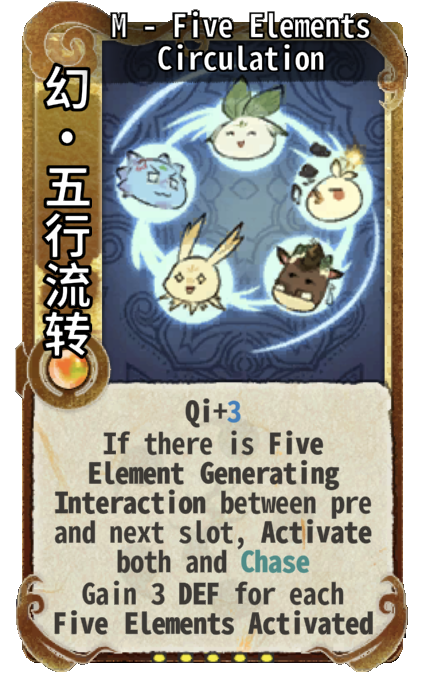 M - Five Elements
Circulation
幻·五行流转
Qi+3
If there is Five
Element Generating
Interaction between pre
and next slot, Activate
both and Chase
Gain 3 DEF for each
Five Elements Activated